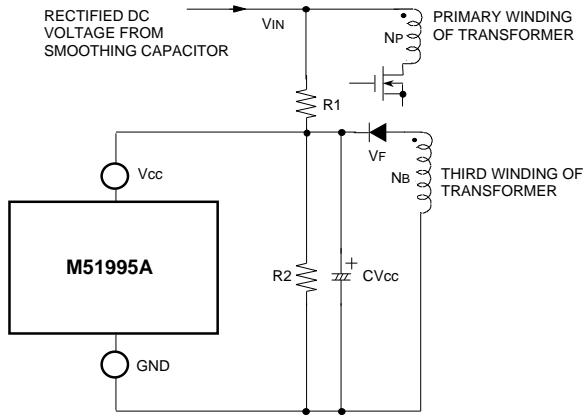 RECTIFIED DC
VOLTAGE FROM
SMOOTHING CAPACITOR
VIN
NP
PRIMARY WINDING
OF TRANSFORMER
R1
VF
NB
THIRD WINDING OF
TRANSFORMER
Vcc
M51995A
R2
+
CVcc
GND